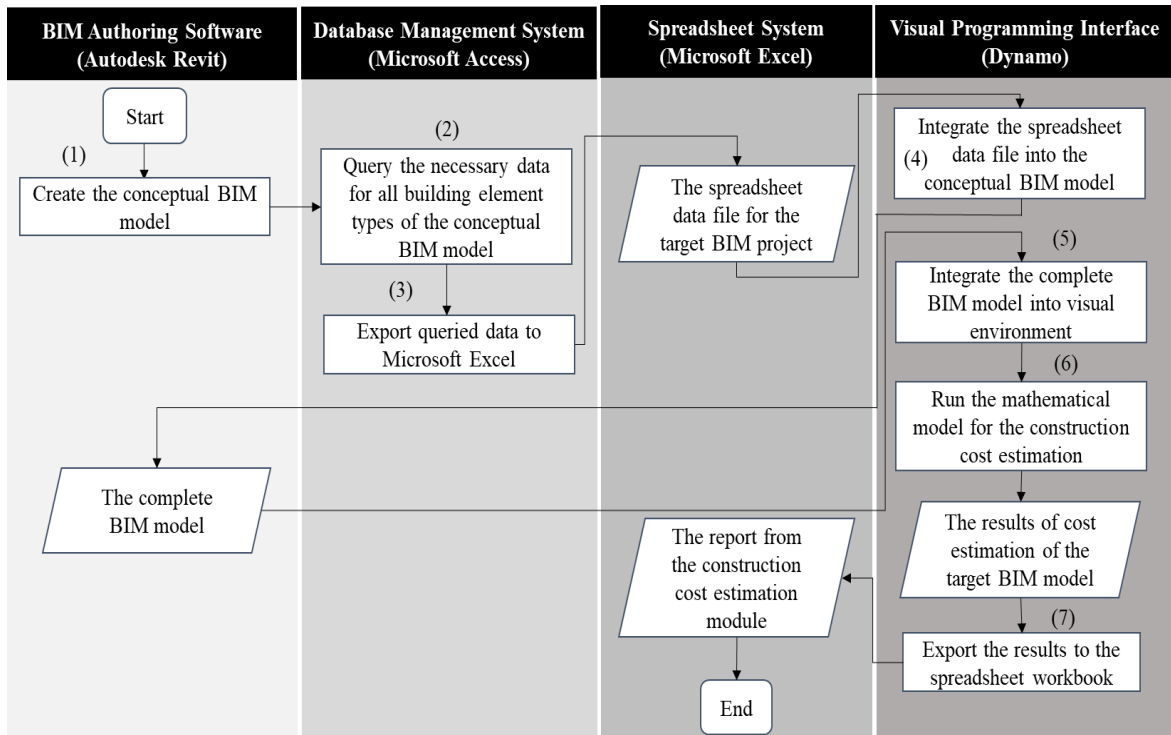 BIM Authoring Software
(Autodesk Revit)
Database Management System
(Microsoft Access)
Spreadsheet System
(Microsoft Excel)
Visual Programming Interface
(Dynamo)
Start
(1)
Create the conceptual BIM
model
(2)
Query the necessary data
for all building element
types of the conceptual
BIM model
(3)
Export queried data to
Microsoft Excel
The spreadsheet
data file for the
target BIM project
(4)
Integrate the spreadsheet
data file into the
conceptual BIM model
The complete
BIM model
(5)
Integrate the complete
BIM model into visual
environment
(6)
Run the mathematical
model for the construction
cost estimation
The results of cost
estimation of the
target BIM model
(7)
Export the results to the
spreadsheet workbook
The report from
the construction
cost estimation
module
End